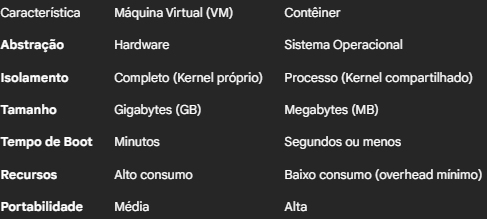 Característica Máquina Virtual (VM) Contêiner
Abstração Hardware Sistema Operacional
Isolamento Completo (Kernel próprio) Processo (Kernel compartilhado)
Tamanho Gigabytes (GB) Megabytes (MB)
Tempo de Boot Minutos Segundos ou menos
Recursos Alto consumo Baixo consumo (overhead mínimo)
Portabilidade Média Alta